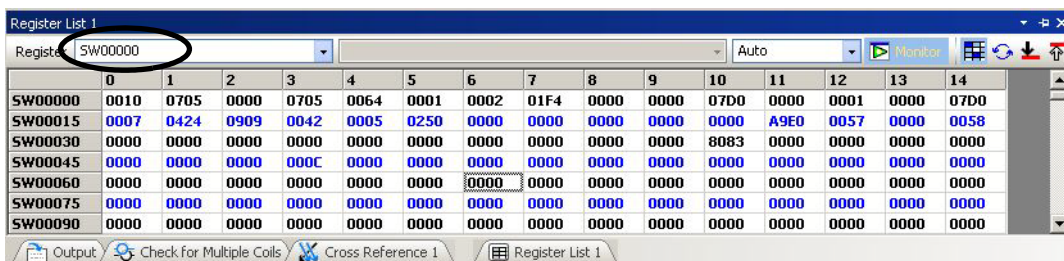 Register List 1
Register SW00000 Auto Monitor
0 1 2 3 4 5 6 7 8 9 10 11 12 13 14
SW00000 0010 0705 0000 0705 0064 0001 0002 01F4 0000 0000 07D0 0000 0001 0000 07D0
SW00015 0007 0424 0909 0042 0005 0250 0000 0000 0000 0000 0000 A9E0 0057 0000 0058
SW00030 0000 0000 0000 0000 0000 0000 0000 0000 0000 0000 8083 0000 0000 0000 0000
SW00045 0000 0000 0000 000C 0000 0000 0000 0000 0000 0000 0000 0000 0000 0000 0000
SW00060 0000 0000 0000 0000 0000 0000 0000 0000 0000 0000 0000 0000 0000 0000 0000
SW00075 0000 0000 0000 0000 0000 0000 0000 0000 0000 0000 0000 0000 0000 0000 0000
SW00090 0000 0000 0000 0000 0000 0000 0000 0000 0000 0000 0000 0000 0000 0000 0000
Output Check for Multiple Coils Cross Reference 1 Register List 1